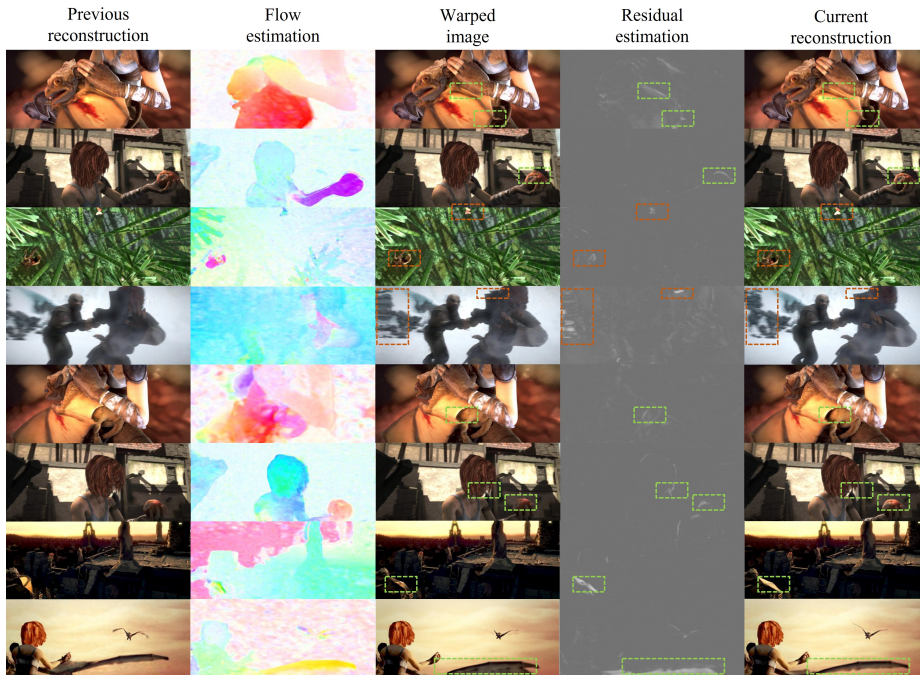 Previous
reconstruction
Flow
estimation
Warped
image
Residual
estimation
Current
reconstruction